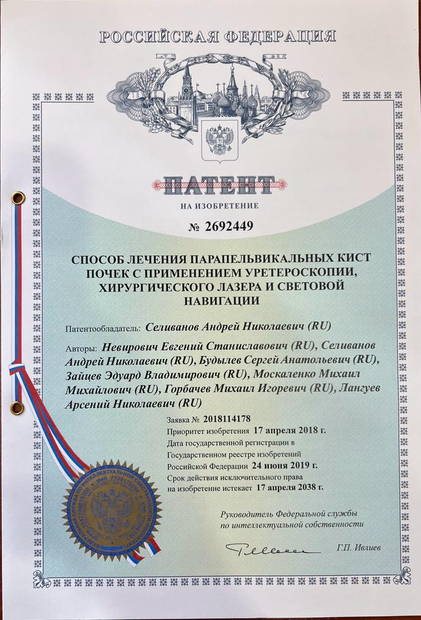 РОССИЙСКАЯ ФЕДЕРАЦИЯ
ПАТЕНТ
НА ИЗОБРЕТЕНИЕ
№ 2692449
СПОСОБ ЛЕЧЕНИЯ ПАРАПЕЛЬВИКАЛЬНЫХ КИСТ
ПОЧЕК С ПРИМЕНЕНИЕМ УРЕТЕРОСКОПИИ,
ХИРУРГИЧЕСКОГО ЛАЗЕРА И СВЕТОВОЙ
НАВИГАЦИИ
Патентообладатель: Селиванов Андрей Николаевич (RU)
Авторы: Невирович Евгений Станиславович (RU), Селиванов
Андрей Николаевич (RU), Будылев Сергей Анатольевич (RU),
Зайцев Эдуард Владимирович (RU), Москаленко Михаил
Михайлович (RU), Горбачев Михаил Игоревич (RU), Лангуев
Арсений Николаевич (RU)
Заявка № 2018114178
Приоритет изобретения 17 апреля 2018 г.
Дата государственной регистрации в
Государственном реестре изобретений
Российской Федерации 24 июня 2019 г.
Срок действия исключительного права
на изобретение истекает 17 апреля 2038 г.
Руководитель Федеральной службы
по интеллектуальной собственности
Г.П. Ивлиев